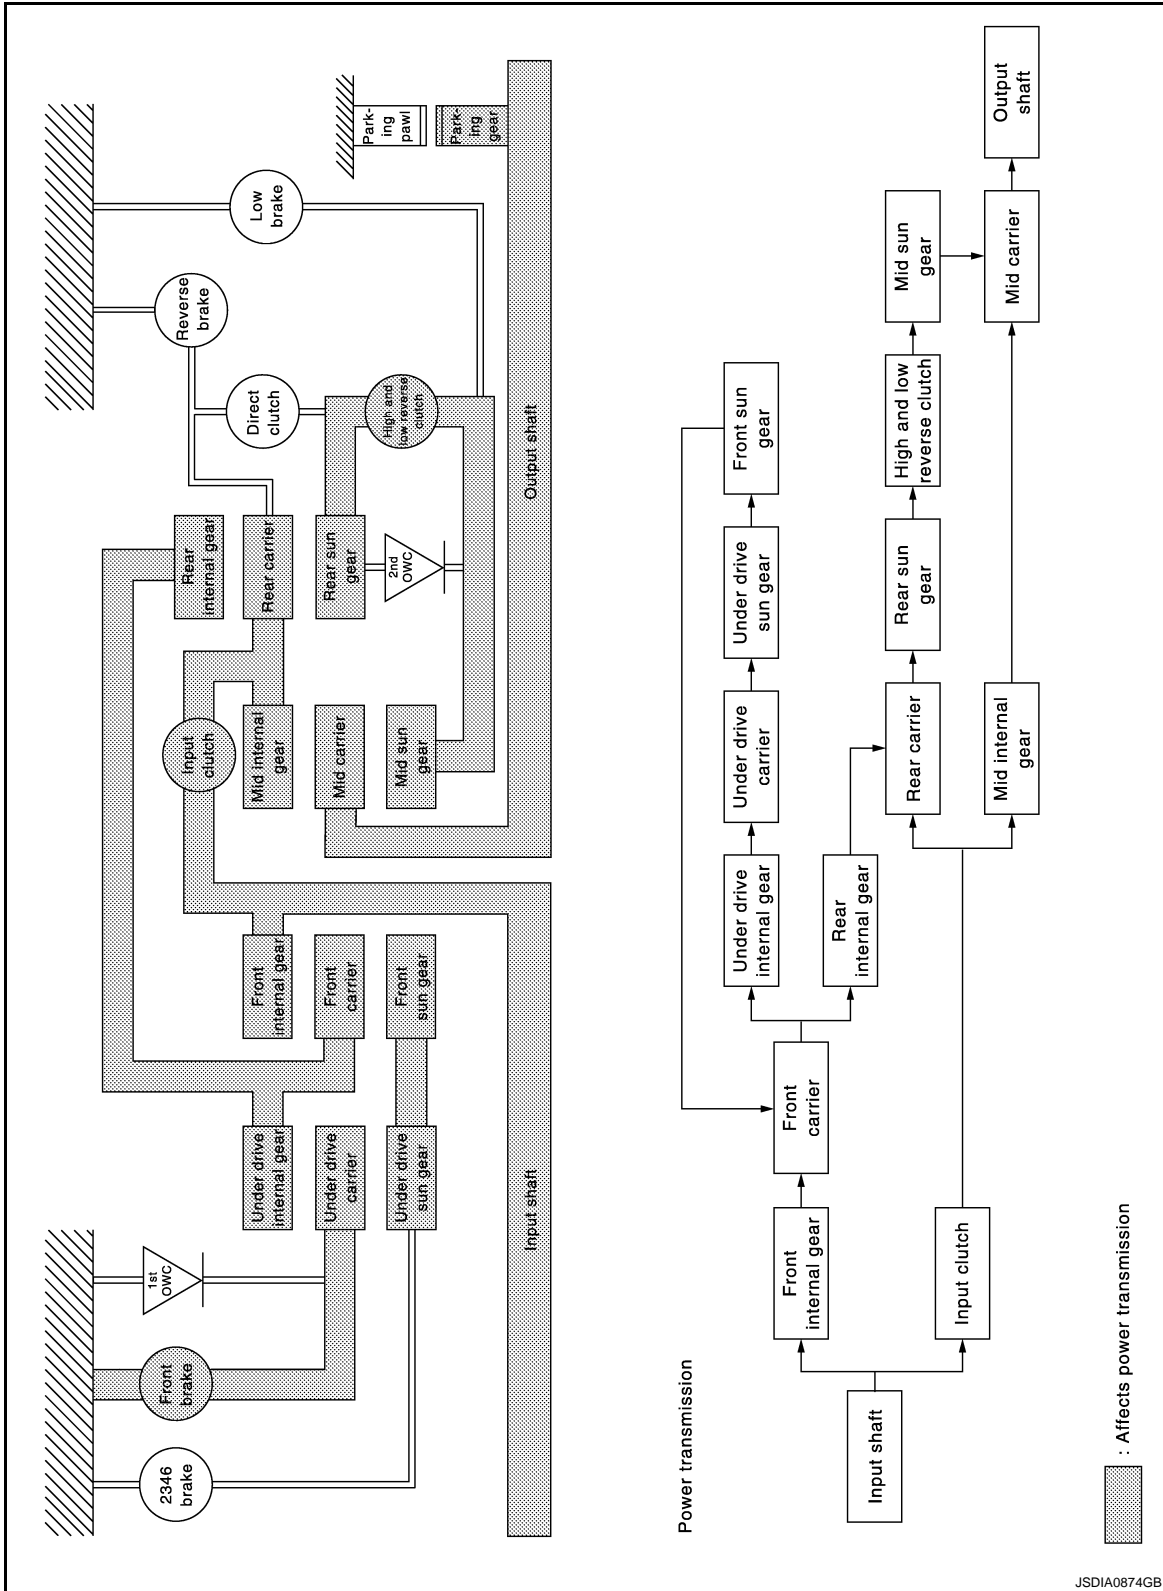 2346
brake
Front
brake
1st
OWC
Under drive
internal gear
Under drive
carrier
Under drive
sun gear
Front
internal gear
Front
carrier
Front
sun gear
Input shaft
Input
clutch
Mid internal
gear
Mid carrier
Mid sun
gear
Rear
internal gear
Rear carrier
Rear sun
gear
2nd
OWC
Direct
clutch
High and
low reverse
clutch
Reverse
brake
Low
brake
Park-
ing
pawl
Park-
ing
gear
Output shaft
Power transmission
Input shaft
Front
internal gear
Input clutch
Front
carrier
Under drive
internal gear
Rear
internal gear
Under drive
carrier
Rear carrier
Mid internal
gear
Under drive
sun gear
Rear sun
gear
Front sun
gear
High and low
reverse clutch
Mid sun
gear
Mid carrier
Output
shaft
: Affects power transmission
JSDIA0874GB